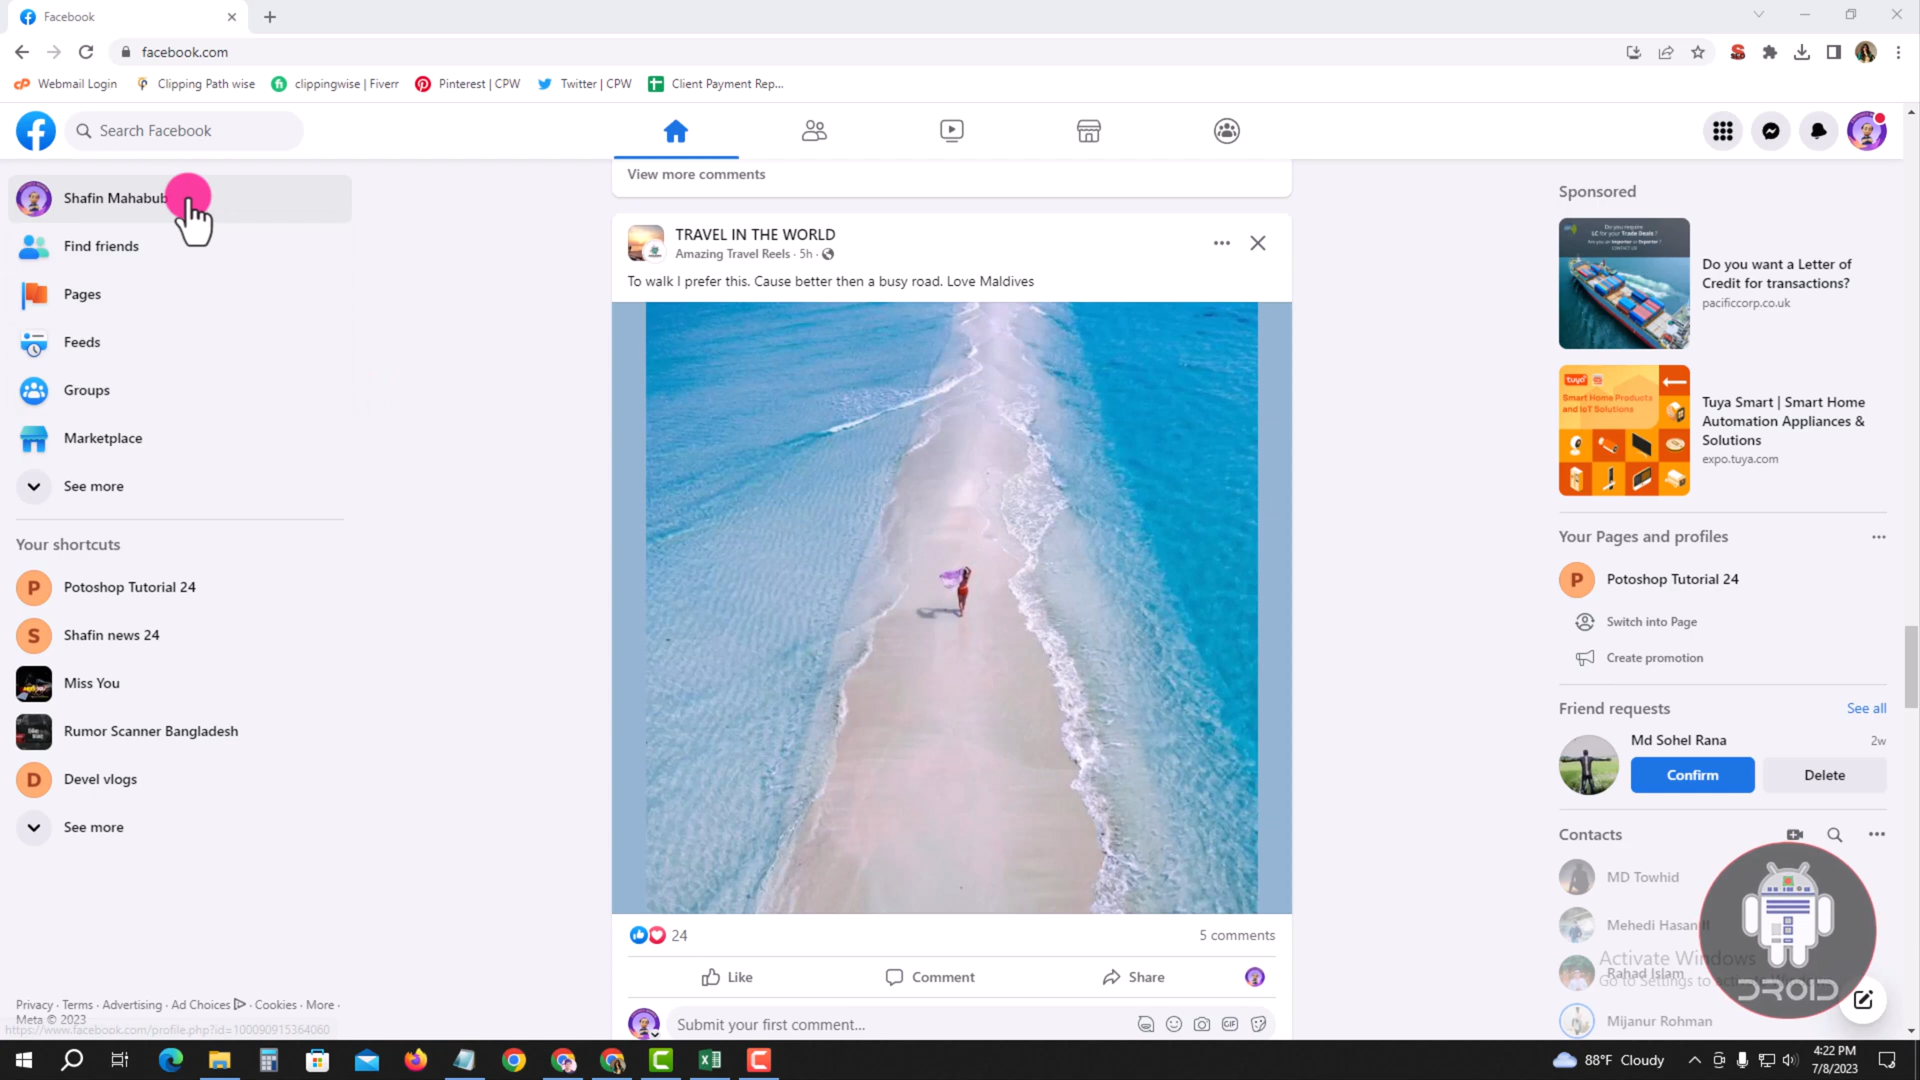 Facebook
facebook.com
Webmail Login
Clipping Path wise
clippingwise | Fiverr
Pinterest | CPW
Twitter | CPW
Client Payment Rep...
Search Facebook
Shafin Mahabub
Find friends
Pages
Feeds
Groups
Marketplace
See more
Your shortcuts
P
Potoshop Tutorial 24
S
Shafin news 24
Miss You
Rumor Scanner Bangladesh
D
Devel vlogs
See more
Privacy · Terms · Advertising · Ad Choices · Cookies · More ·
Meta © 2023
https://www.facebook.com/profile.php?id=100090915364060
View more comments
TRAVEL IN THE WORLD
Amazing Travel Reels · 5h ·
To walk I prefer this. Cause better then a busy road. Love Maldives
24
5 comments
Like
Comment
Share
Submit your first comment...
GIF
Sponsored
Do you require
LC for your Trade Deals ?
Do you want a Letter of
Credit for transactions?
pacificcorp.co.uk
tuya
Smart Home Products
and IoT Solutions
Tuya Smart | Smart Home
Automation Appliances &
Solutions
expo.tuya.com
Your Pages and profiles
P
Potoshop Tutorial 24
Switch into Page
Create promotion
Friend requests
See all
Md Sohel Rana
2w
Confirm
Delete
Contacts
MD Towhid
Mehedi Hasan
Activate Windows
Rahad Islam
Go to Settings to
DROID
Mijanur Rohman
88°F Cloudy
4:22 PM
7/8/2023